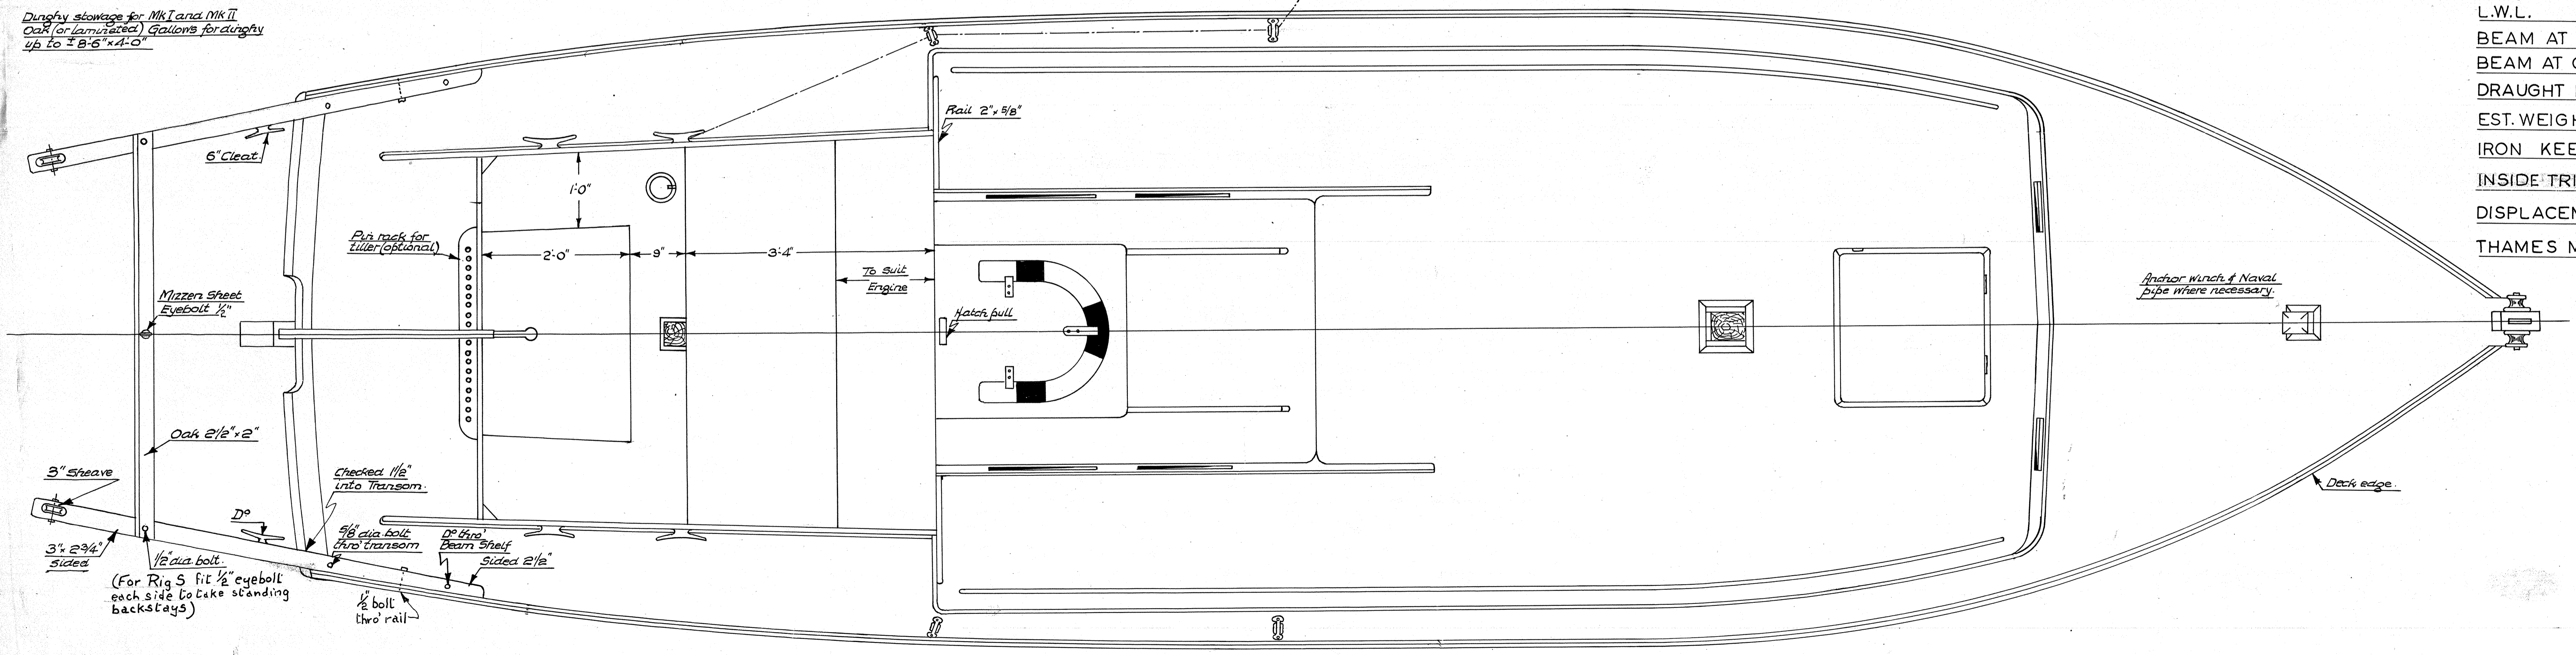 Dinghy stowage for Mk I and Mk II
Oak (or laminated) Gallows for dinghy
up to ± 8'-6" × 4'-0"
6" Cleat.
Rail 2" × 5/8"
1'-0"
Pin rack for
tiller (optional)
2'-0"
9"
3'-4"
To suit
Engine
Mizzen Sheet
Eyebolt 1/2"
Hatch pull
Anchor winch & Naval
pipe where necessary.
Oak 2 1/2" × 2"
3" Sheave
Checked 1 1/2"
into Transom.
Do
5/8" dia. bolt
thro' transom
Do thro'
Beam Shelf
Sided 2 1/2"
3" × 2 3/4"
sided
1/2" dia. bolt.
(For Rig S fit 1/2" eyebolt
each side to take standing
backstays)
1/2" bolt
thro' rail
Deck edge.
L.W.L.
BEAM AT
BEAM AT
DRAUGHT
EST. WEIGH
IRON KEE
INSIDE TRI
DISPLACEM
THAMES M